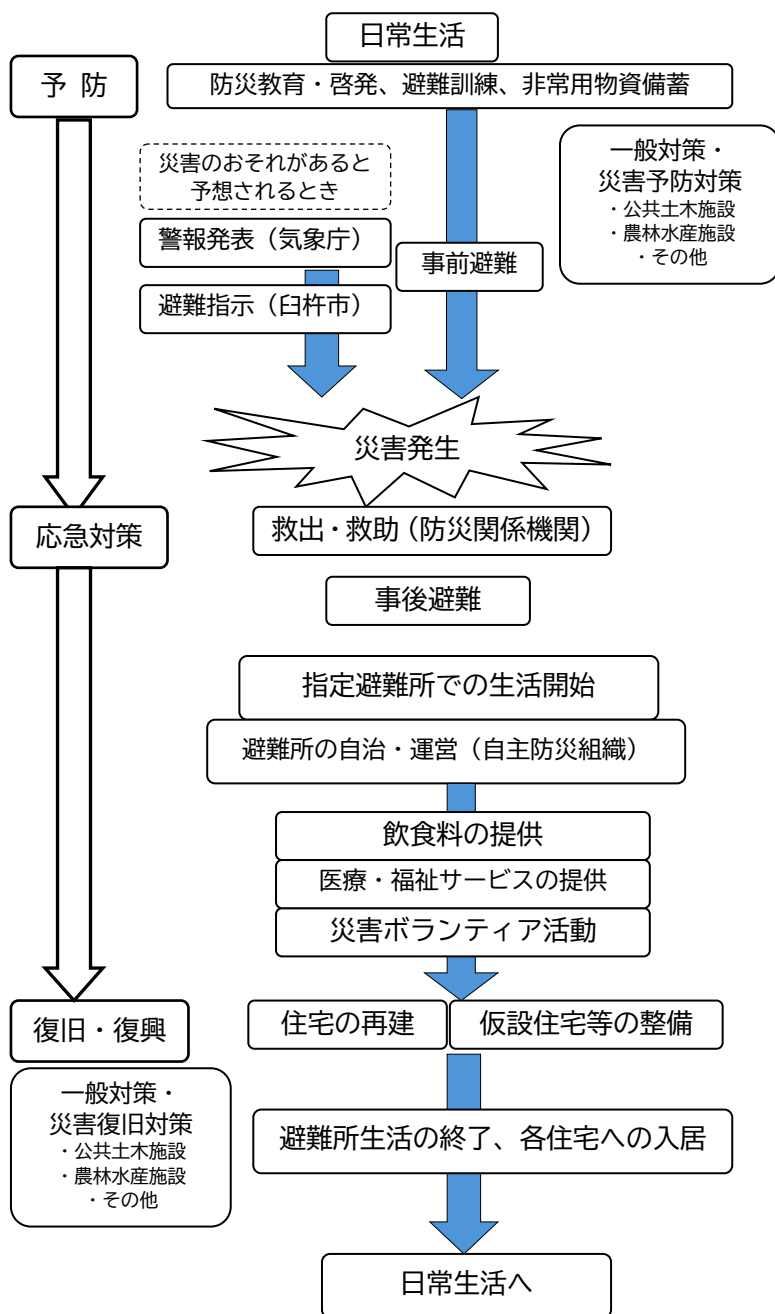 日常生活
予 防
防災教育・啓発、避難訓練、非常用物資備蓄
災害のおそれがあると
予想されるとき
一般対策・
災害予防対策
・公共土木施設
・農林水産施設
・その他
警報発表（気象庁）
事前避難
避難指示（臼杵市）
災害発生
応急対策
救出・救助（防災関係機関）
事後避難
指定避難所での生活開始
避難所の自治・運営（自主防災組織）
飲食料の提供
医療・福祉サービスの提供
災害ボランティア活動
復旧・復興
住宅の再建
仮設住宅等の整備
一般対策・
災害復旧対策
・公共土木施設
・農林水産施設
・その他
避難所生活の終了、各住宅への入居
日常生活へ